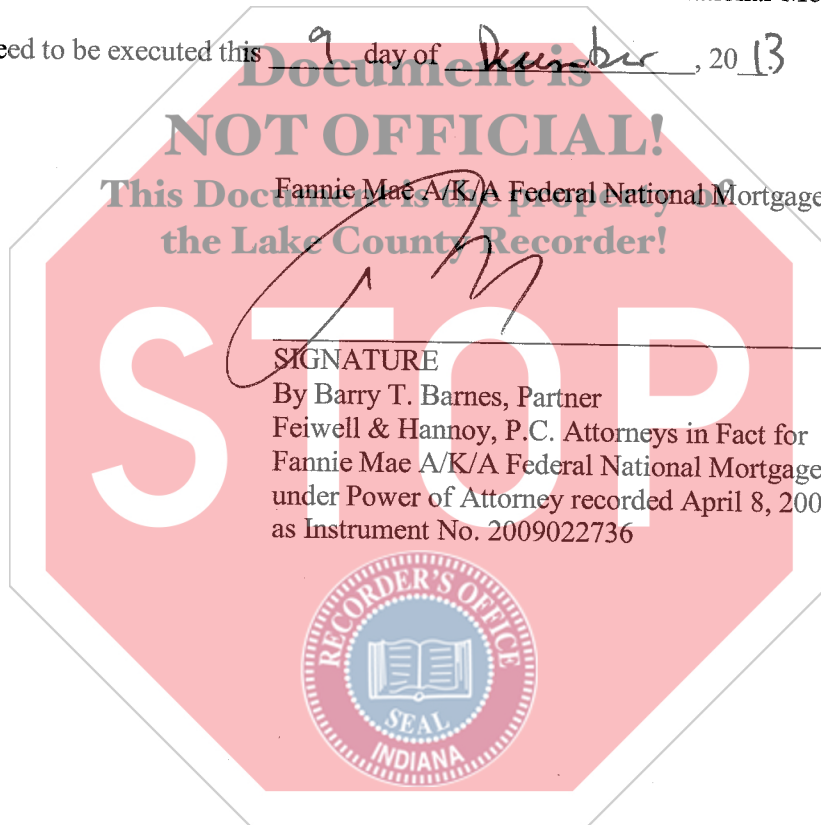 eed to be executed this 9 day of December, 20 13
Document is
NOT OFFICIAL!
Fannie Mae A/K/A Federal National Mortgage
This Document is the property of
the Lake County Recorder!
STOP
SIGNATURE
By Barry T. Barnes, Partner
Feiwell & Hannoy, P.C. Attorneys in Fact for
Fannie Mae A/K/A Federal National Mortgage
under Power of Attorney recorded April 8, 200
as Instrument No. 2009022736
RECORDER'S OFFICE
SEAL
INDIANA